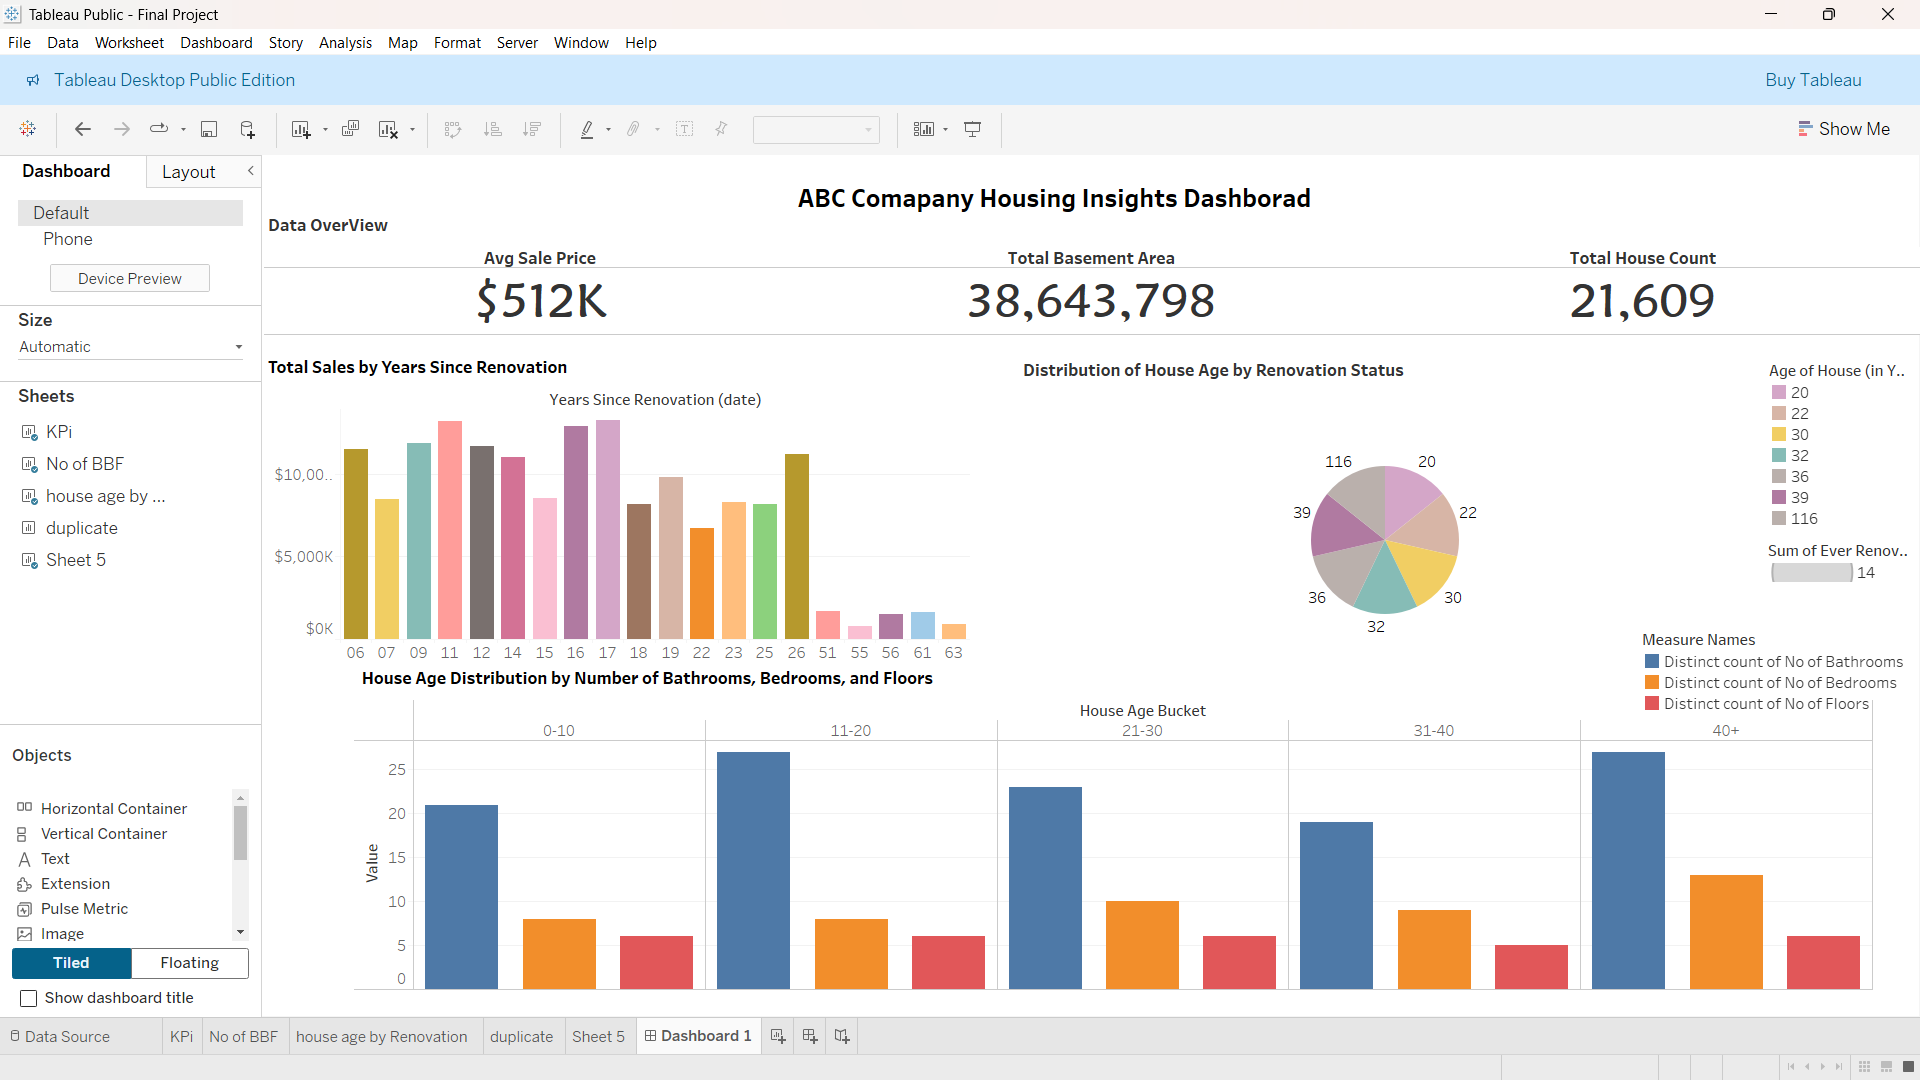 Tableau Public - Final Project
File Data Worksheet Dashboard Story Analysis Map Format Server Window Help
Tableau Desktop Public Edition
Buy Tableau
Show Me
Dashboard
Layout
Default
Phone
Device Preview
Size
Automatic
Sheets
KPi
No of BBF
house age by ...
duplicate
Sheet 5
Objects
Horizontal Container
Vertical Container
Text
Extension
Pulse Metric
Image
Tiled
Floating
Show dashboard title
ABC Comapany Housing Insights Dashborad
Data OverView
Avg Sale Price
Total Basement Area
Total House Count
$512K
38,643,798
21,609
Total Sales by Years Since Renovation
Years Since Renovation (date)
$10,00..
$5,000K
$0K
06 07 09 11 12 14 15 16 17 18 19 22 23 25 26 51 55 56 61 63
Distribution of House Age by Renovation Status
116
20
39
22
36
30
32
Age of House (in Y..
20
22
30
32
36
39
116
Sum of Ever Renov..
14
Measure Names
Distinct count of No of Bathrooms
Distinct count of No of Bedrooms
Distinct count of No of Floors
House Age Distribution by Number of Bathrooms, Bedrooms, and Floors
House Age Bucket
0-10 11-20 21-30 31-40 40+
Value
25
20
15
10
5
0
Data Source
KPi
No of BBF
house age by Renovation
duplicate
Sheet 5
Dashboard 1